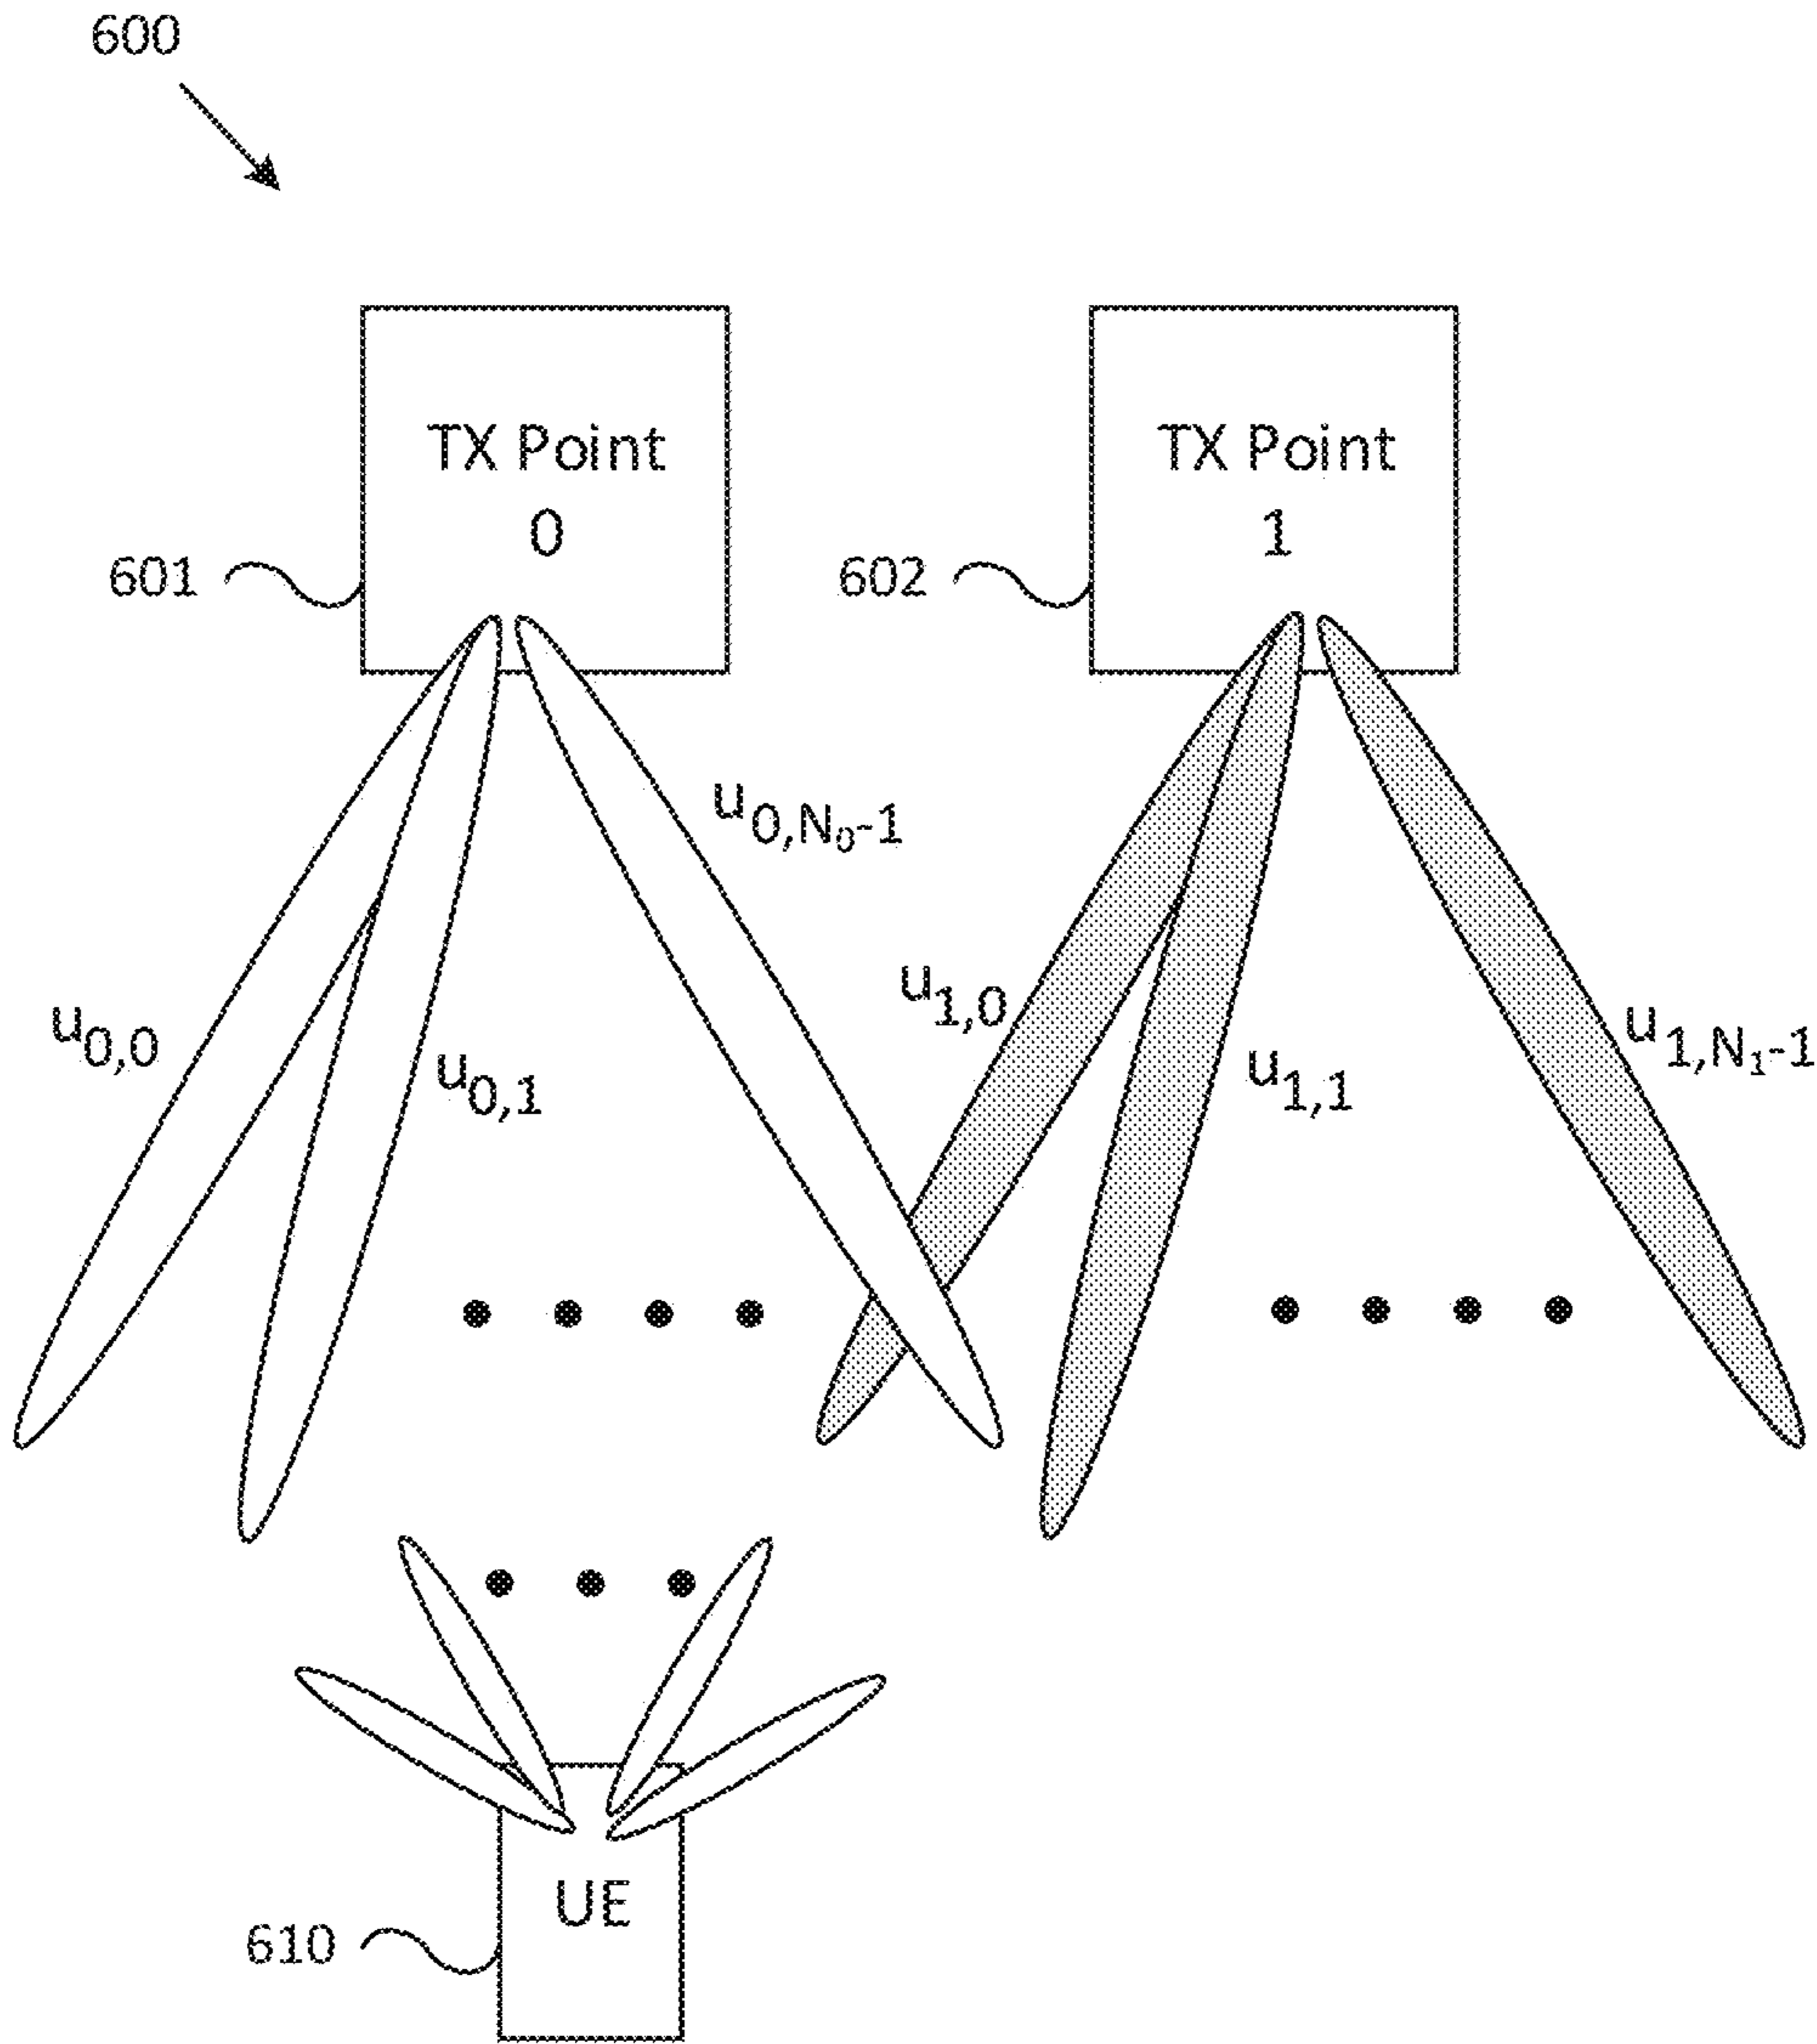 600
TX Point
0
TX Point
1
601
602
u0,N0-1
u1,0
u0,0
u0,1
u1,1
u1,N1-1
UE
610